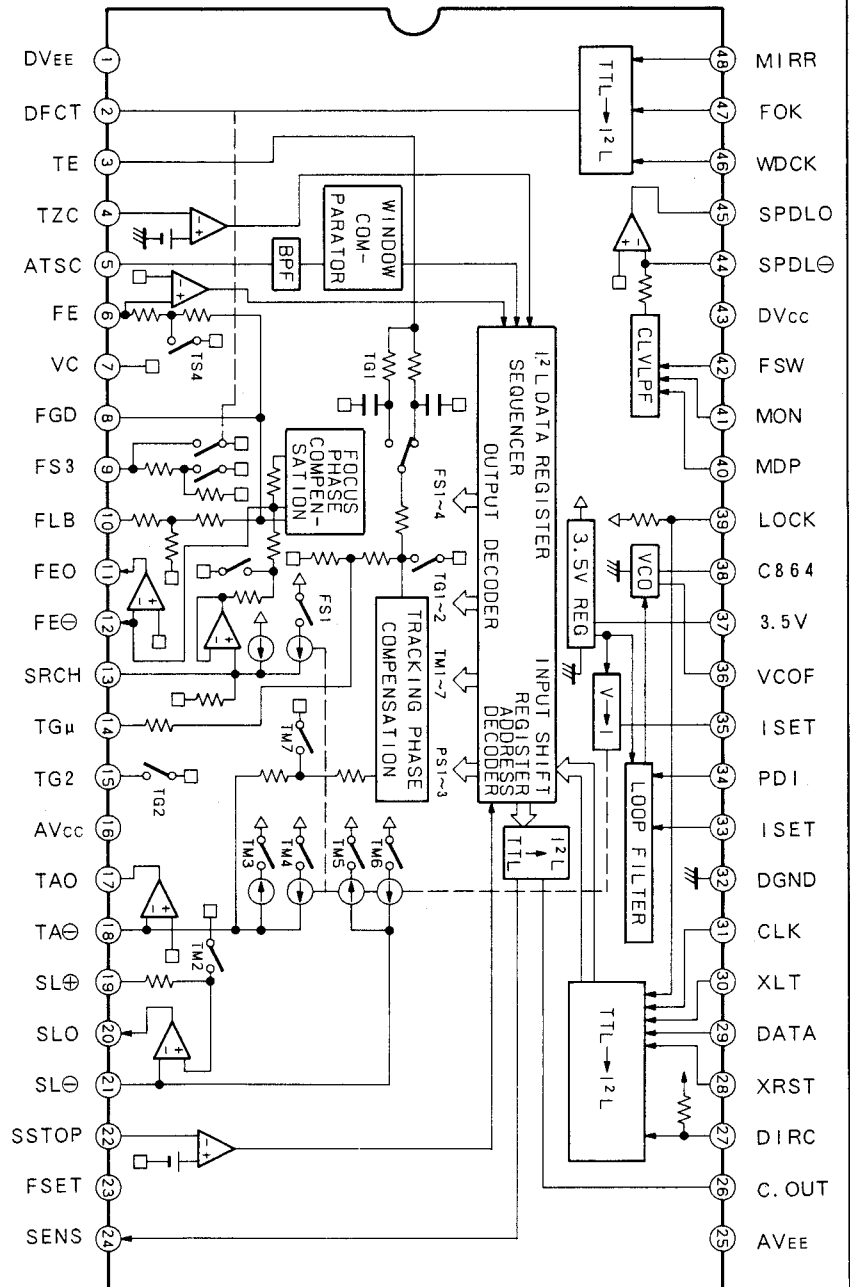 DVEE 1
DFCT 2
TE 3
TZC 4
ATSC 5
FE 6
VC 7
FGD 8
FS3 9
FLB 10
FEO 11
FE⊖ 12
SRCH 13
TGμ 14
TG2 15
AVcc 16
TAO 17
TA⊖ 18
SL⊕ 19
SLO 20
SL⊖ 21
SSTOP 22
FSET 23
SENS 24
48 MIRR
47 FOK
46 WDCK
45 SPDLO
44 SPDL⊖
43 DVcc
42 FSW
41 MON
40 MDP
39 LOCK
38 C864
37 3.5V
36 VCOF
35 ISET
34 PDI
33 ISET
32 DGND
31 CLK
30 XLT
29 DATA
28 XRST
27 DIRC
26 C.OUT
25 AVEE
TTL→I²L
WINDOW
COM-
PARATOR
BPF
TS4
TG1
CLVLPF
I²L DATA REGISTER
SEQUENCER
OUTPUT DECODER
INPUT SHIFT
REGISTER
ADDRESS
DECODER
FS1~4
TG1~2
TM1~7
PS1~3
FOCUS
PHASE
COMPEN-
SATION
FS1
TRACKING PHASE
COMPENSATION
3.5V REG
VCO
V→I
LOOP FILTER
TM7
TG2
TM3
TM4
TM5
TM6
TM2
I²L
↓
TTL
TTL→I²L